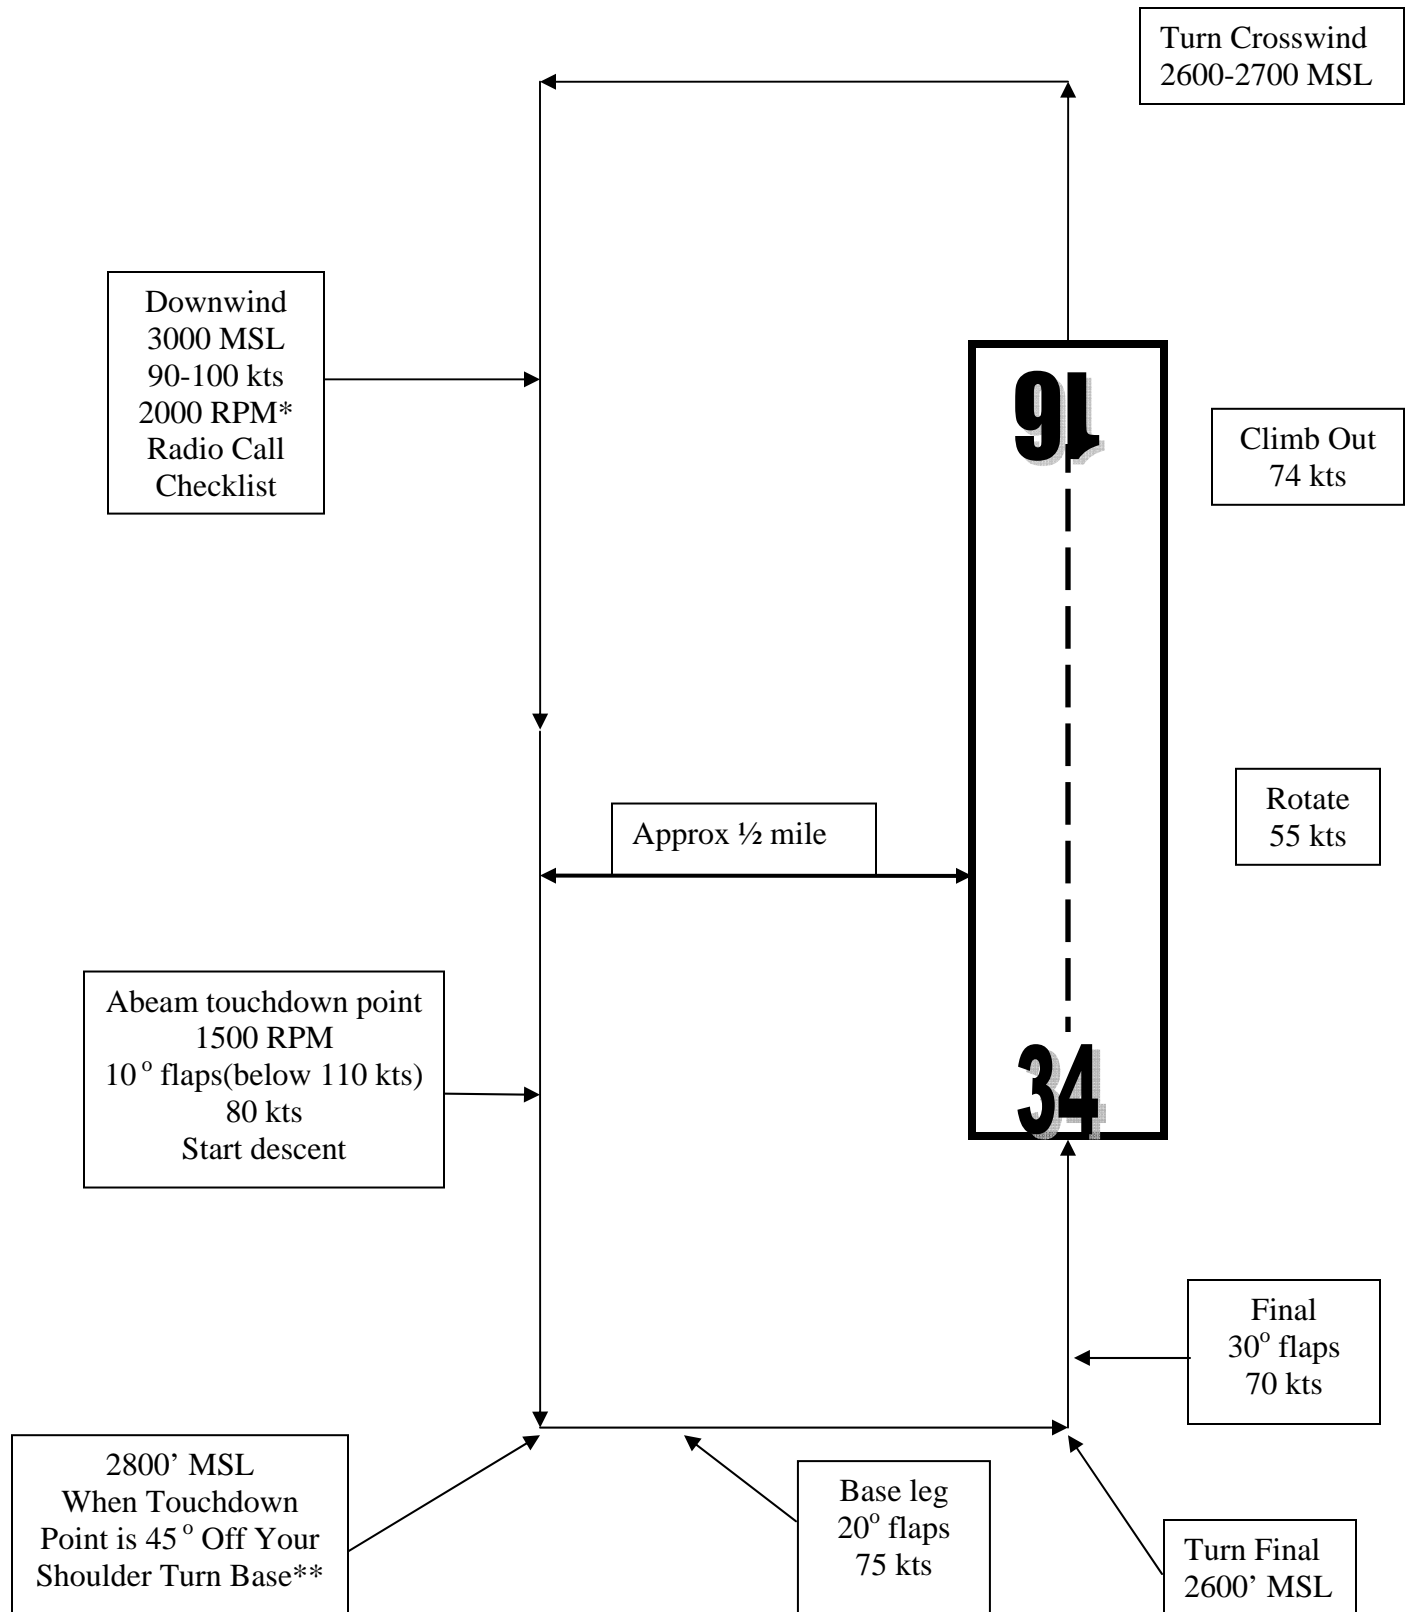 Turn Crosswind
2600-2700 MSL
Downwind
3000 MSL
90-100 kts
2000 RPM*
Radio Call
Checklist
16
Climb Out
74 kts
Rotate
55 kts
Approx ½ mile
Abeam touchdown point
1500 RPM
10° flaps(below 110 kts)
80 kts
Start descent
34
Final
30° flaps
70 kts
2800’ MSL
When Touchdown
Point is 45° Off Your
Shoulder Turn Base**
Base leg
20° flaps
75 kts
Turn Final
2600’ MSL